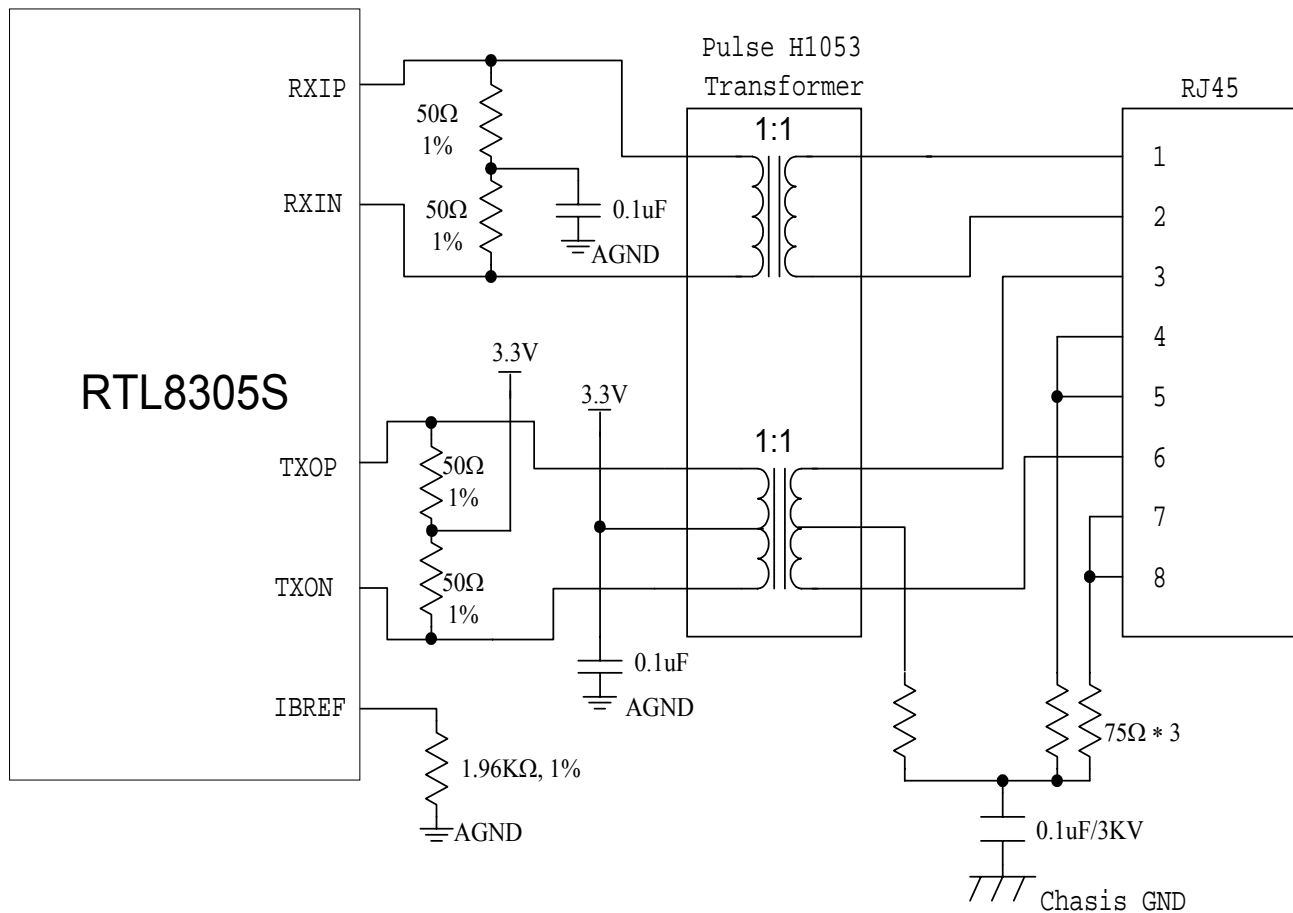 Pulse H1053
Transformer
RJ45
RXIP
50Ω
1%
1:1
1
RXIN
50Ω
1%
0.1uF
AGND
2
3
4
3.3V
3.3V
RTL8305S
5
1:1
TXOP
50Ω
1%
6
7
TXON
50Ω
1%
8
0.1uF
AGND
IBREF
1.96KΩ, 1%
AGND
75Ω * 3
0.1uF/3KV
Chasis GND